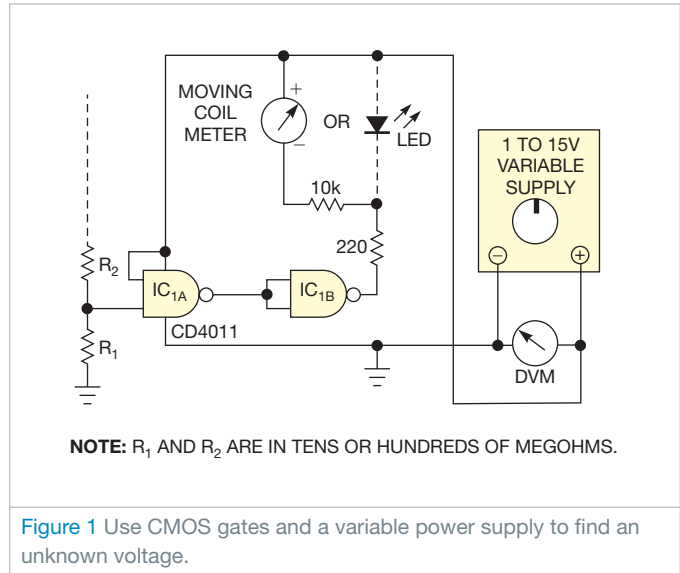 MOVING
COIL
METER
+
−
OR
LED
10k
220
1 TO 15V
VARIABLE
SUPPLY
−
+
R2
IC1A
IC1B
CD4011
R1
DVM
NOTE: R1 AND R2 ARE IN TENS OR HUNDREDS OF MEGOHMS.
Figure 1 Use CMOS gates and a variable power supply to find an
unknown voltage.